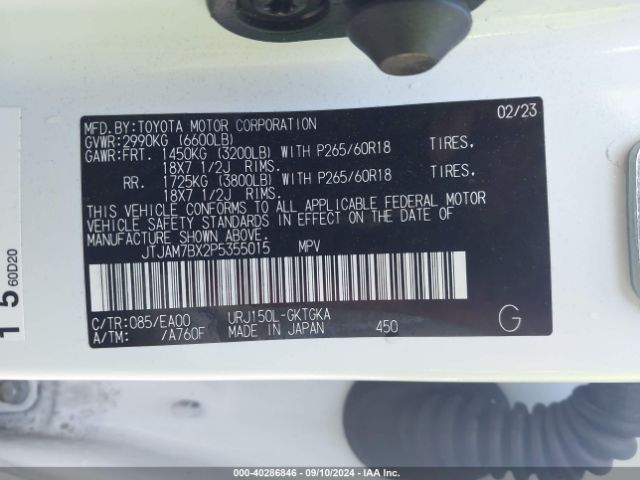 MFD.BY:TOYOTA MOTOR CORPORATION 02/23
GVWR:2990KG (6600LB)
GAWR:FRT. 1450KG (3200LB) WITH P265/60R18 TIRES.
18X7 1/2J RIMS.
RR. 1725KG (3800LB) WITH P265/60R18 TIRES.
18X7 1/2J RIMS.
THIS VEHICLE CONFORMS TO ALL APPLICABLE FEDERAL MOTOR
VEHICLE SAFETY STANDARDS IN EFFECT ON THE DATE OF
MANUFACTURE SHOWN ABOVE.
JTJAM7BX2P5355015 MPV
C/TR:085/EA00 URJ150L-GKTGKA
A/TM: /A760F MADE IN JAPAN 450 G
1 5 60D20
000-40286846 - 09/10/2024 - IAA Inc.